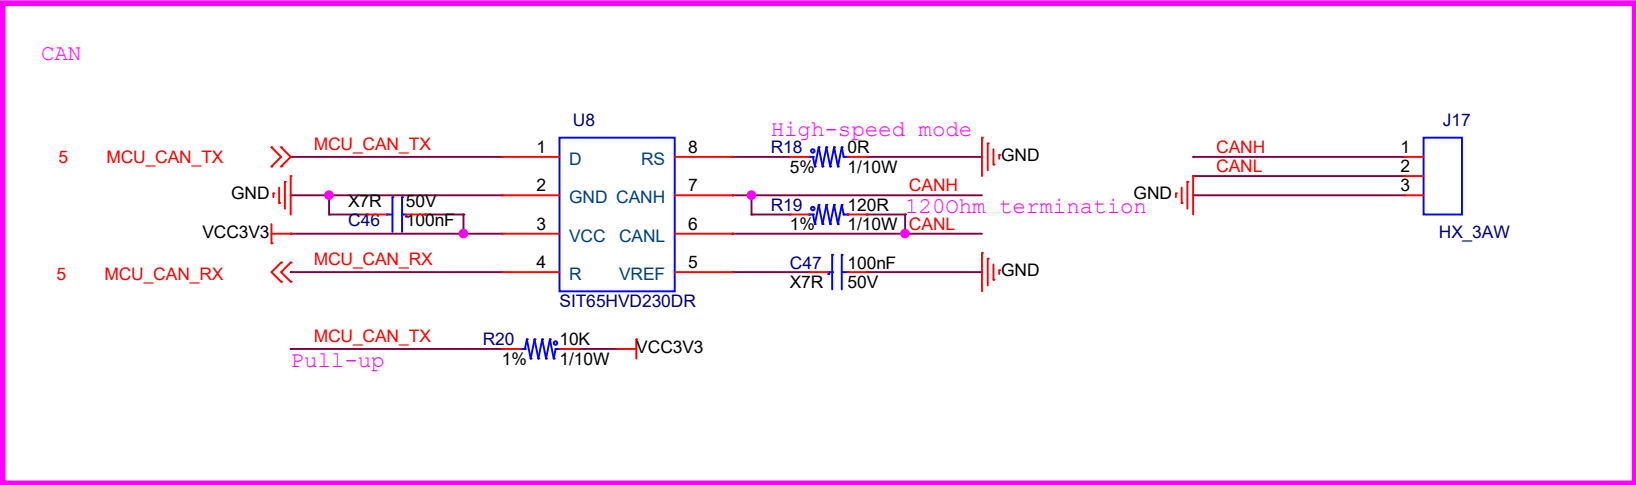 CAN
U8
J17
High-speed mode
5 MCU_CAN_TX MCU_CAN_TX 1 D RS 8 R18 0R GND CANH 1
5% 1/10W CANL 2
GND 2 GND CANH 7 CANH GND 3
X7R 50V R19 120R 120Ohm termination
C46 100nF 1% 1/10W CANL
VCC3V3 3 VCC CANL 6 HX_3AW
5 MCU_CAN_RX MCU_CAN_RX 4 R VREF 5 C47 100nF GND
X7R 50V
SIT65HVD230DR
MCU_CAN_TX R20 10K VCC3V3
Pull-up 1% 1/10W